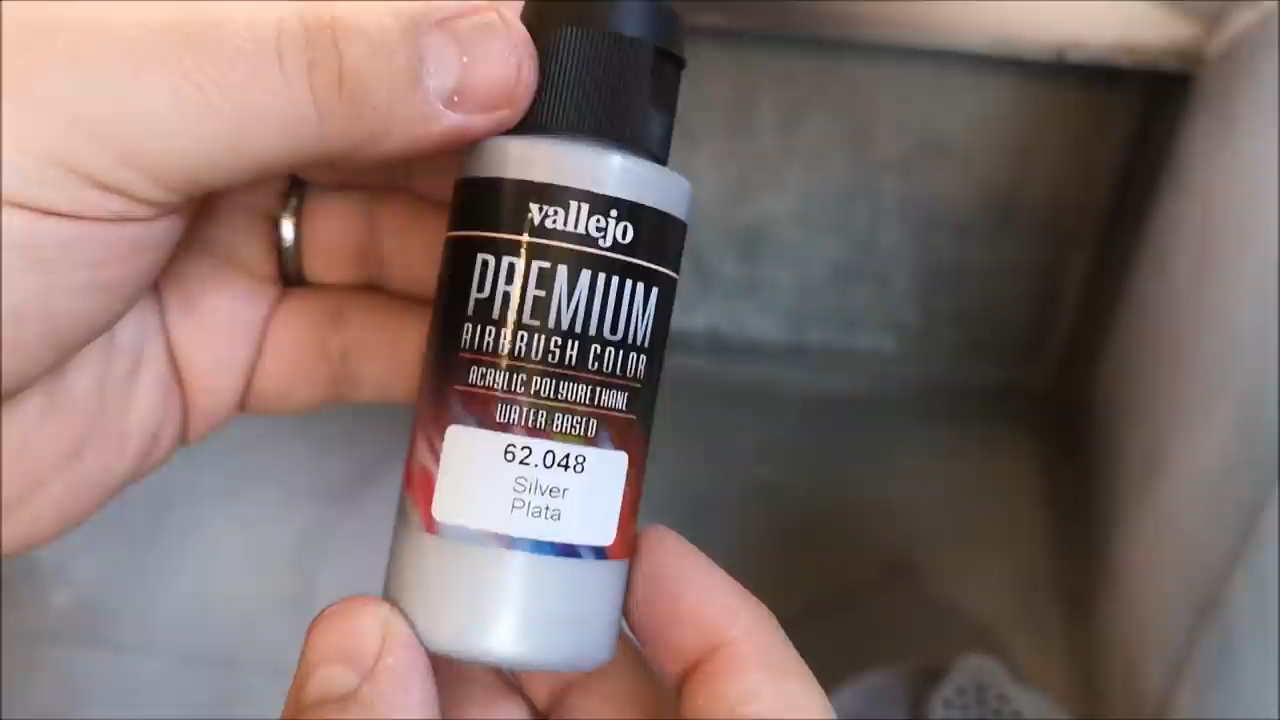 vallejo
PREMIUM
AIRBRUSH COLOR
ACRYLIC POLYURETHANE
WATER-BASED
62.048
Silver
Plata